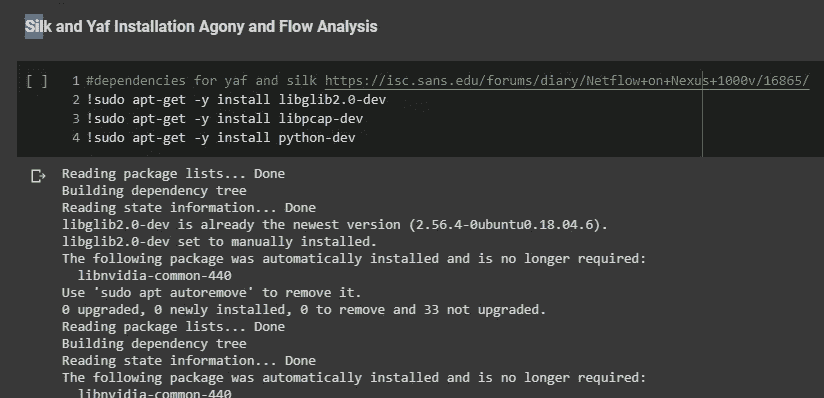 Silk and Yaf Installation Agony and Flow Analysis
[ ] 1 #dependencies for yaf and silk https://isc.sans.edu/forums/diary/Netflow+on+Nexus+1000v/16865/
2 !sudo apt-get -y install libglib2.0-dev
3 !sudo apt-get -y install libpcap-dev
4 !sudo apt-get -y install python-dev
Reading package lists... Done
Building dependency tree
Reading state information... Done
libglib2.0-dev is already the newest version (2.56.4-0ubuntu0.18.04.6).
libglib2.0-dev set to manually installed.
The following package was automatically installed and is no longer required:
libnvidia-common-440
Use 'sudo apt autoremove' to remove it.
0 upgraded, 0 newly installed, 0 to remove and 33 not upgraded.
Reading package lists... Done
Building dependency tree
Reading state information... Done
The following package was automatically installed and is no longer required:
libnvidia-common-440